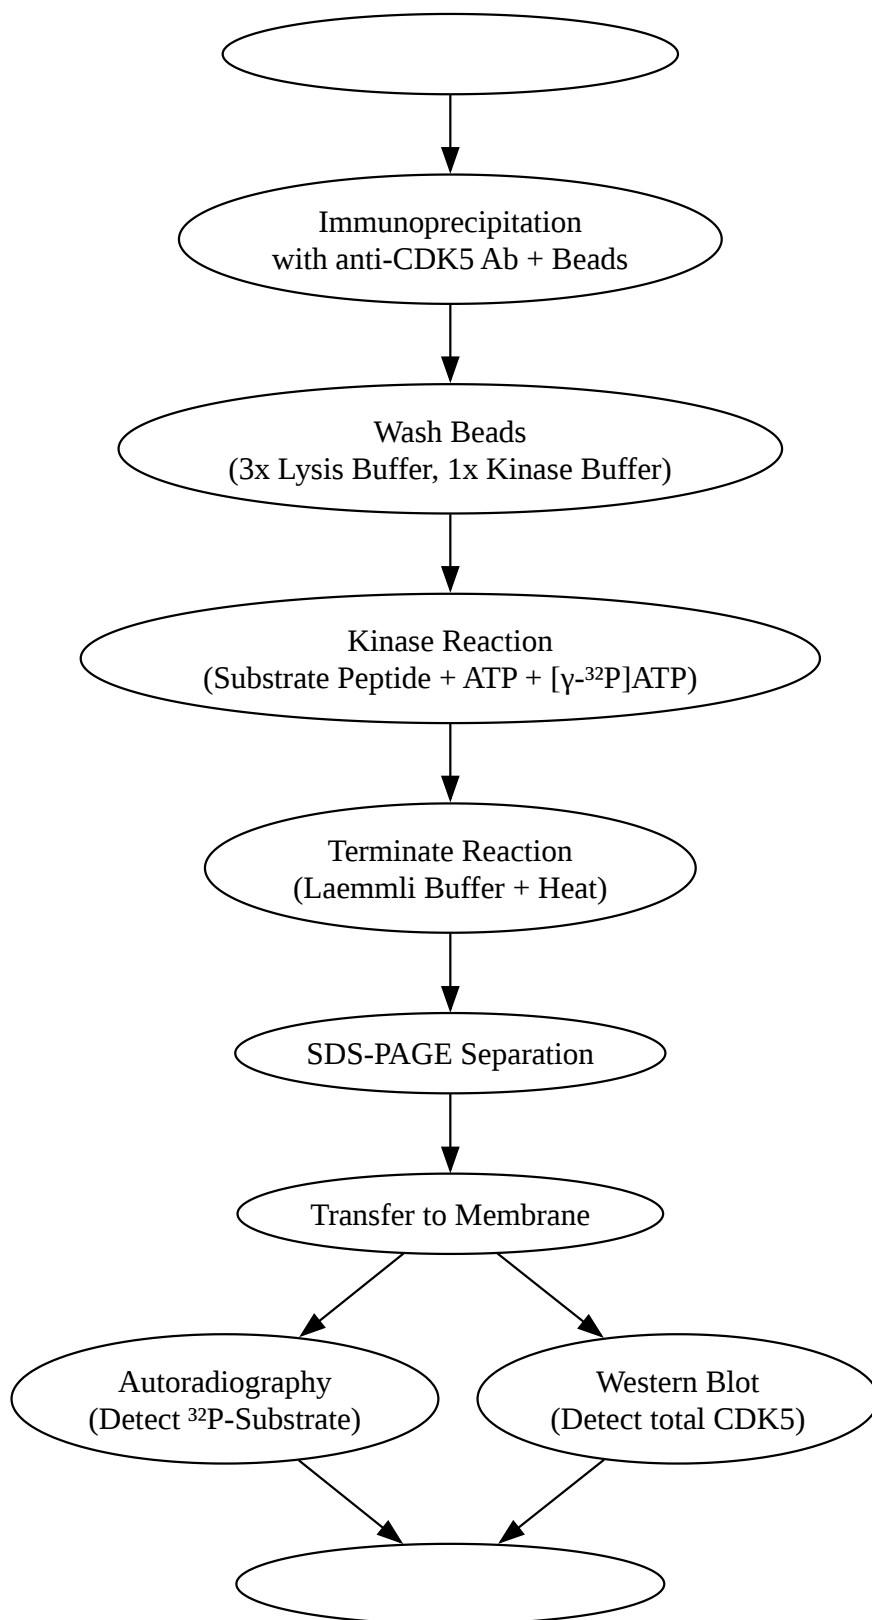 Immunoprecipitation
with anti-CDK5 Ab + Beads
Wash Beads
(3x Lysis Buffer, 1x Kinase Buffer)
Kinase Reaction
(Substrate Peptide + ATP + [γ-³²P]ATP)
Terminate Reaction
(Laemmli Buffer + Heat)
SDS-PAGE Separation
Transfer to Membrane
Autoradiography
(Detect ³²P-Substrate)
Western Blot
(Detect total CDK5)